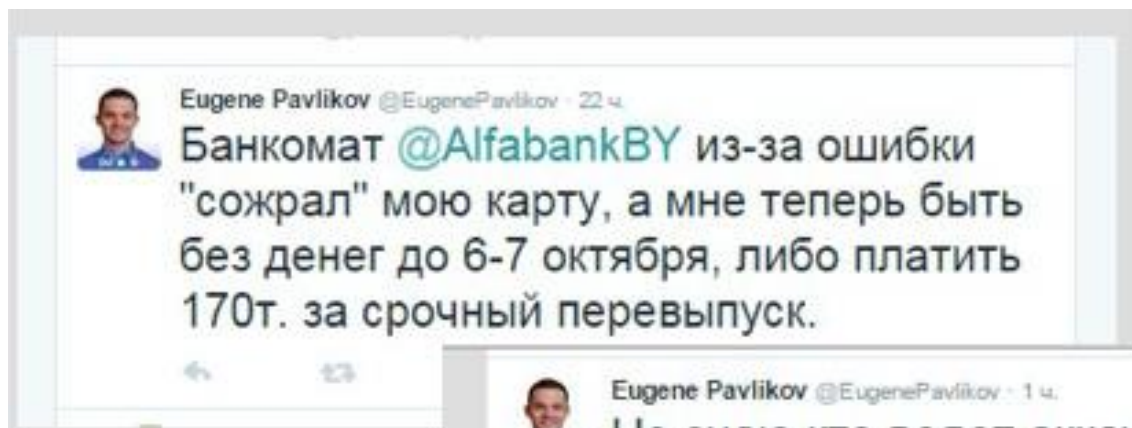 Eugene Pavlikov @EugenePavlikov · 22 ч.
Банкомат @AlfabankBY из-за ошибки
"сожрал" мою карту, а мне теперь быть
без денег до 6-7 октября, либо платить
170т. за срочный перевыпуск.
Eugene Pavlikov @EugenePavlikov · 1 ч.